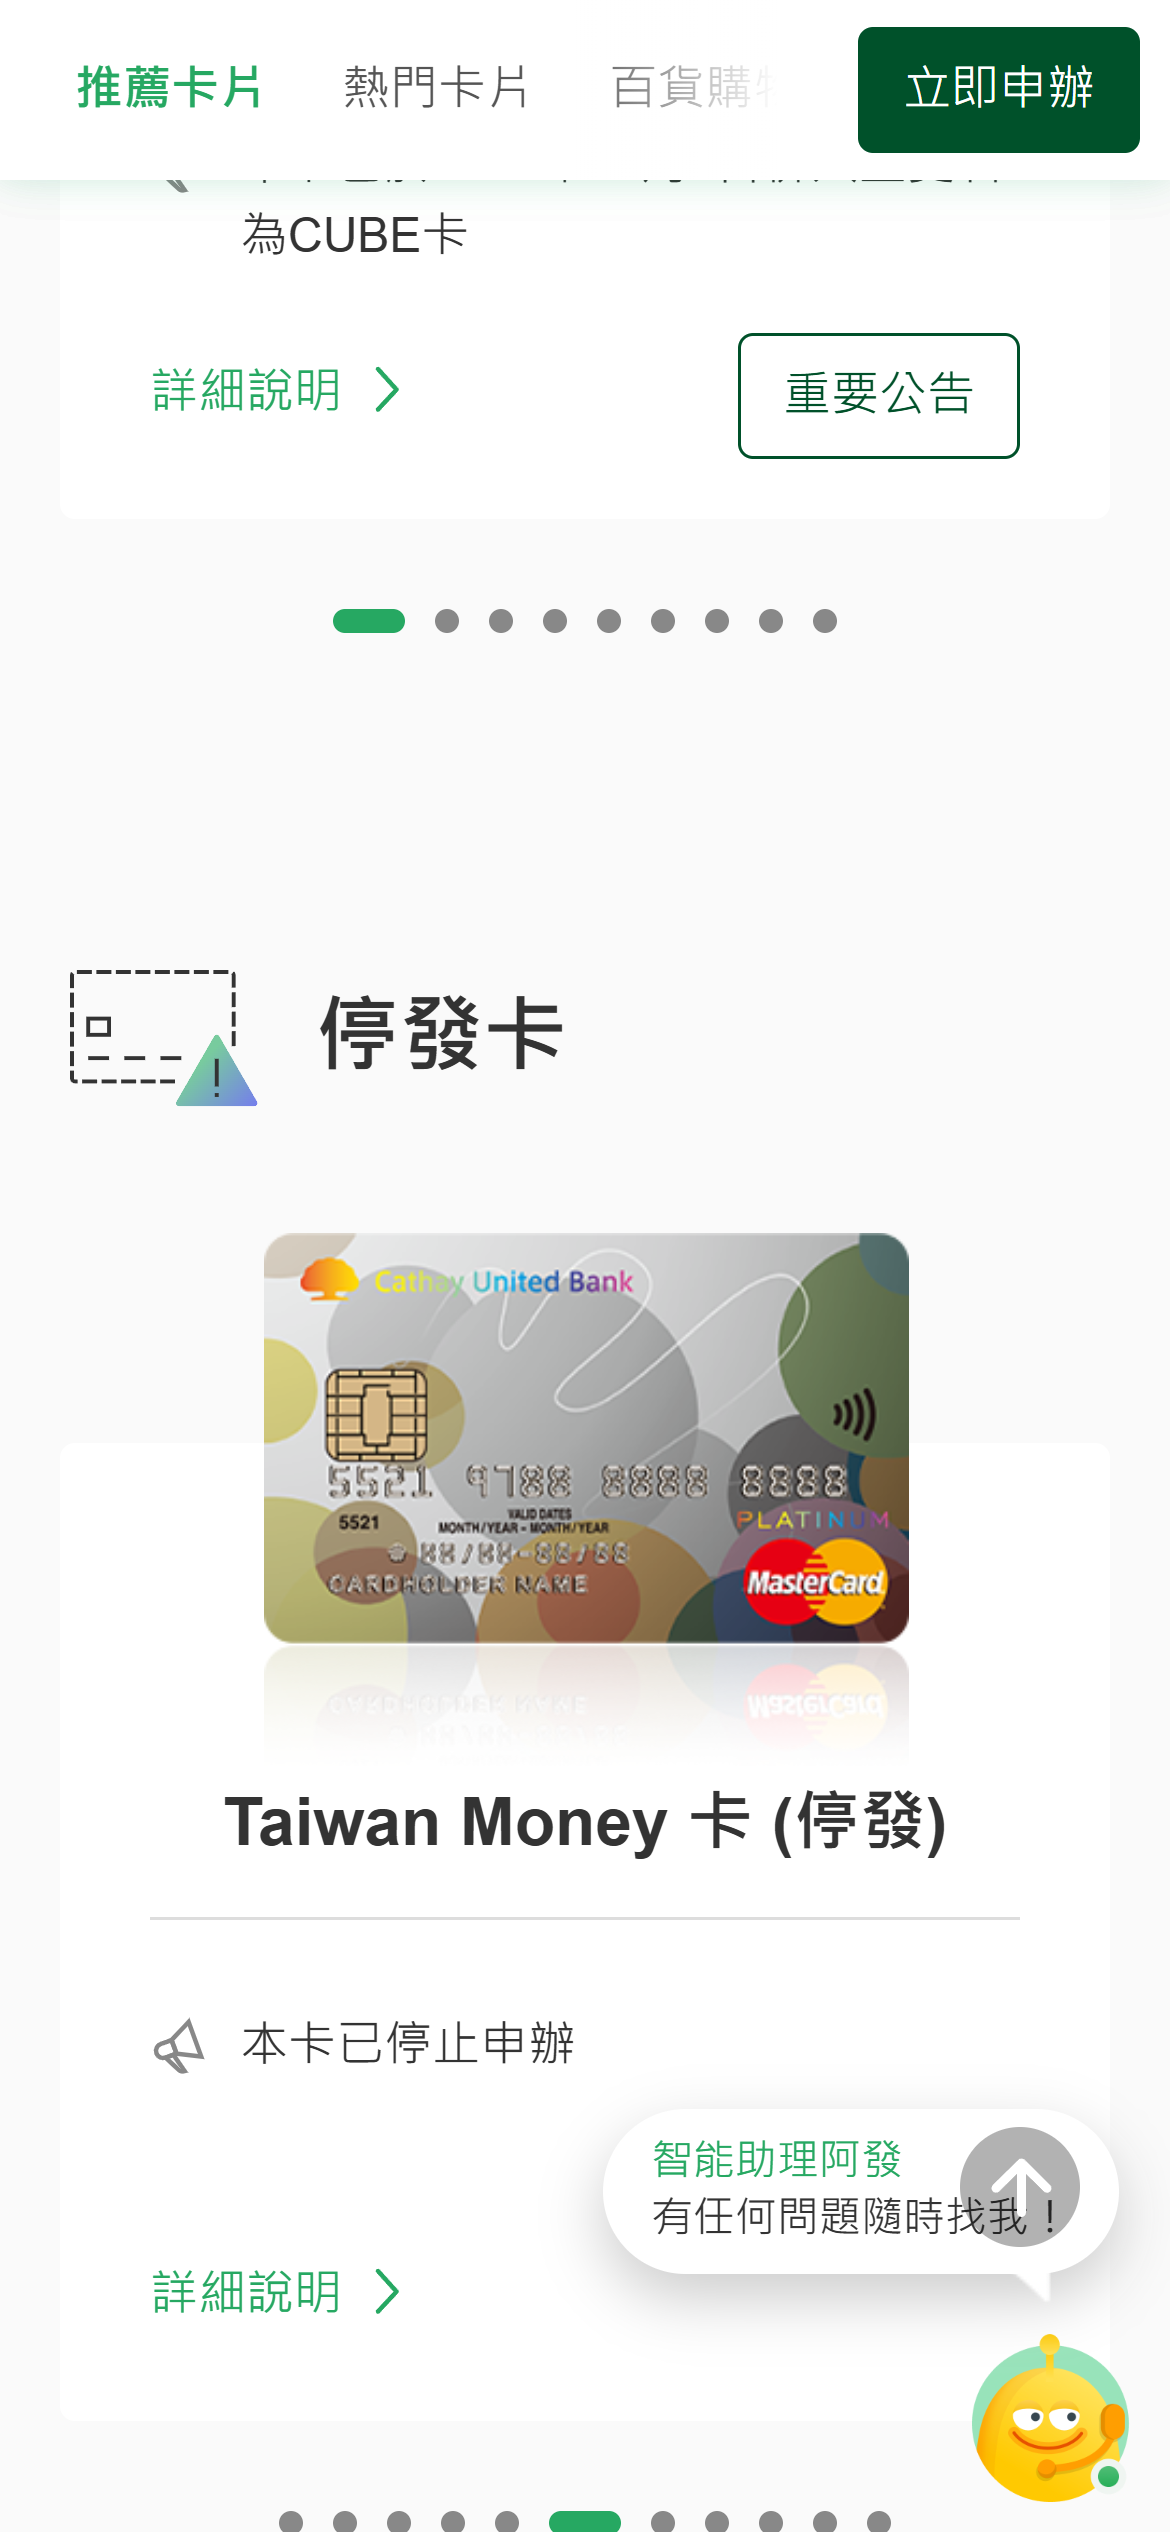 推薦卡片
熱門卡片
百貨購
立即申辦
為CUBE卡
詳細說明
重要公告
停發卡
Cathay United Bank
5521 9788 8888 8888
5521
VALID DATES
MONTH/YEAR - MONTH/YEAR
PLATINUM
88/88-88/88
CARDHOLDER NAME
MasterCard
Taiwan Money 卡 (停發)
本卡已停止申辦
智能助理阿發
有任何問題隨時找我！
詳細說明